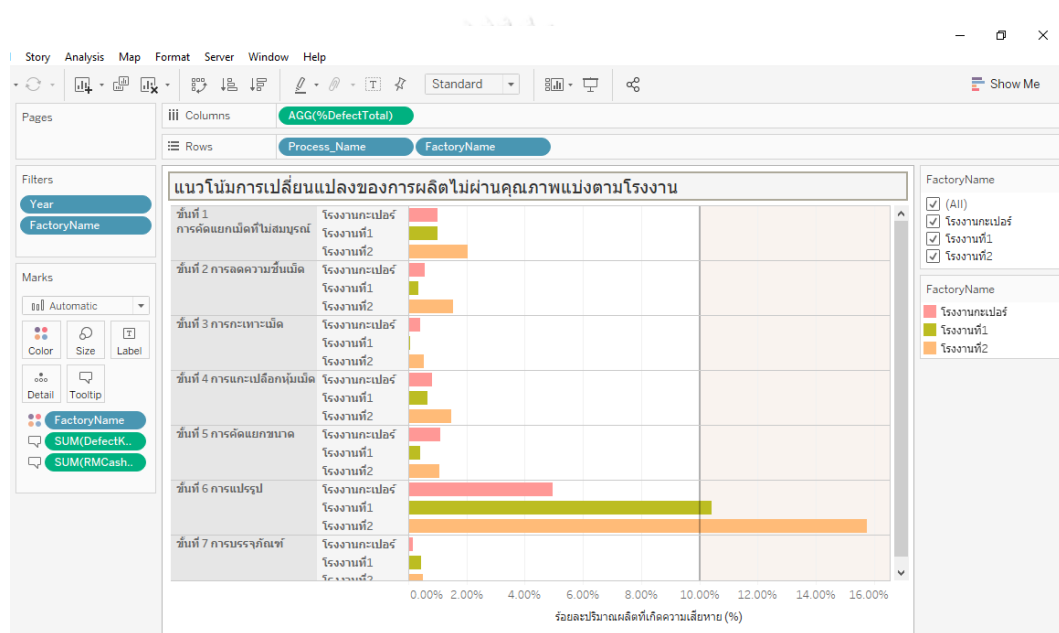 Story Analysis Map Format Server Window Help
Standard
Show Me
Pages
Columns
AGG(%DefectTotal)
Rows
Process_Name
FactoryName
Filters
Year
FactoryName
Marks
Automatic
Color
Size
Label
Detail
Tooltip
FactoryName
SUM(DefectK..
SUM(RMCash..
แนวโน้มการเปลี่ยนแปลงของการผลิตไม่ผ่านคุณภาพแบ่งตามโรงงาน
ขั้นที่ 1 โรงงานกะเปอร์
การคัดแยกเม็ดที่ไม่สมบูรณ์ โรงงานที่1
โรงงานที่2
ขั้นที่ 2 การลดความชื้นเม็ด โรงงานกะเปอร์
โรงงานที่1
โรงงานที่2
ขั้นที่ 3 การกะเทาะเม็ด โรงงานกะเปอร์
โรงงานที่1
โรงงานที่2
ขั้นที่ 4 การแกะเปลือกหุ้มเม็ด โรงงานกะเปอร์
โรงงานที่1
โรงงานที่2
ขั้นที่ 5 การคัดแยกขนาด โรงงานกะเปอร์
โรงงานที่1
โรงงานที่2
ขั้นที่ 6 การแปรรูป โรงงานกะเปอร์
โรงงานที่1
โรงงานที่2
ขั้นที่ 7 การบรรจุภัณฑ์ โรงงานกะเปอร์
โรงงานที่1
โรงงานที่2
0.00% 2.00% 4.00% 6.00% 8.00% 10.00% 12.00% 14.00% 16.00%
ร้อยละปริมาณผลิตที่เกิดความเสียหาย (%)
FactoryName
(All)
โรงงานกะเปอร์
โรงงานที่1
โรงงานที่2
FactoryName
โรงงานกะเปอร์
โรงงานที่1
โรงงานที่2